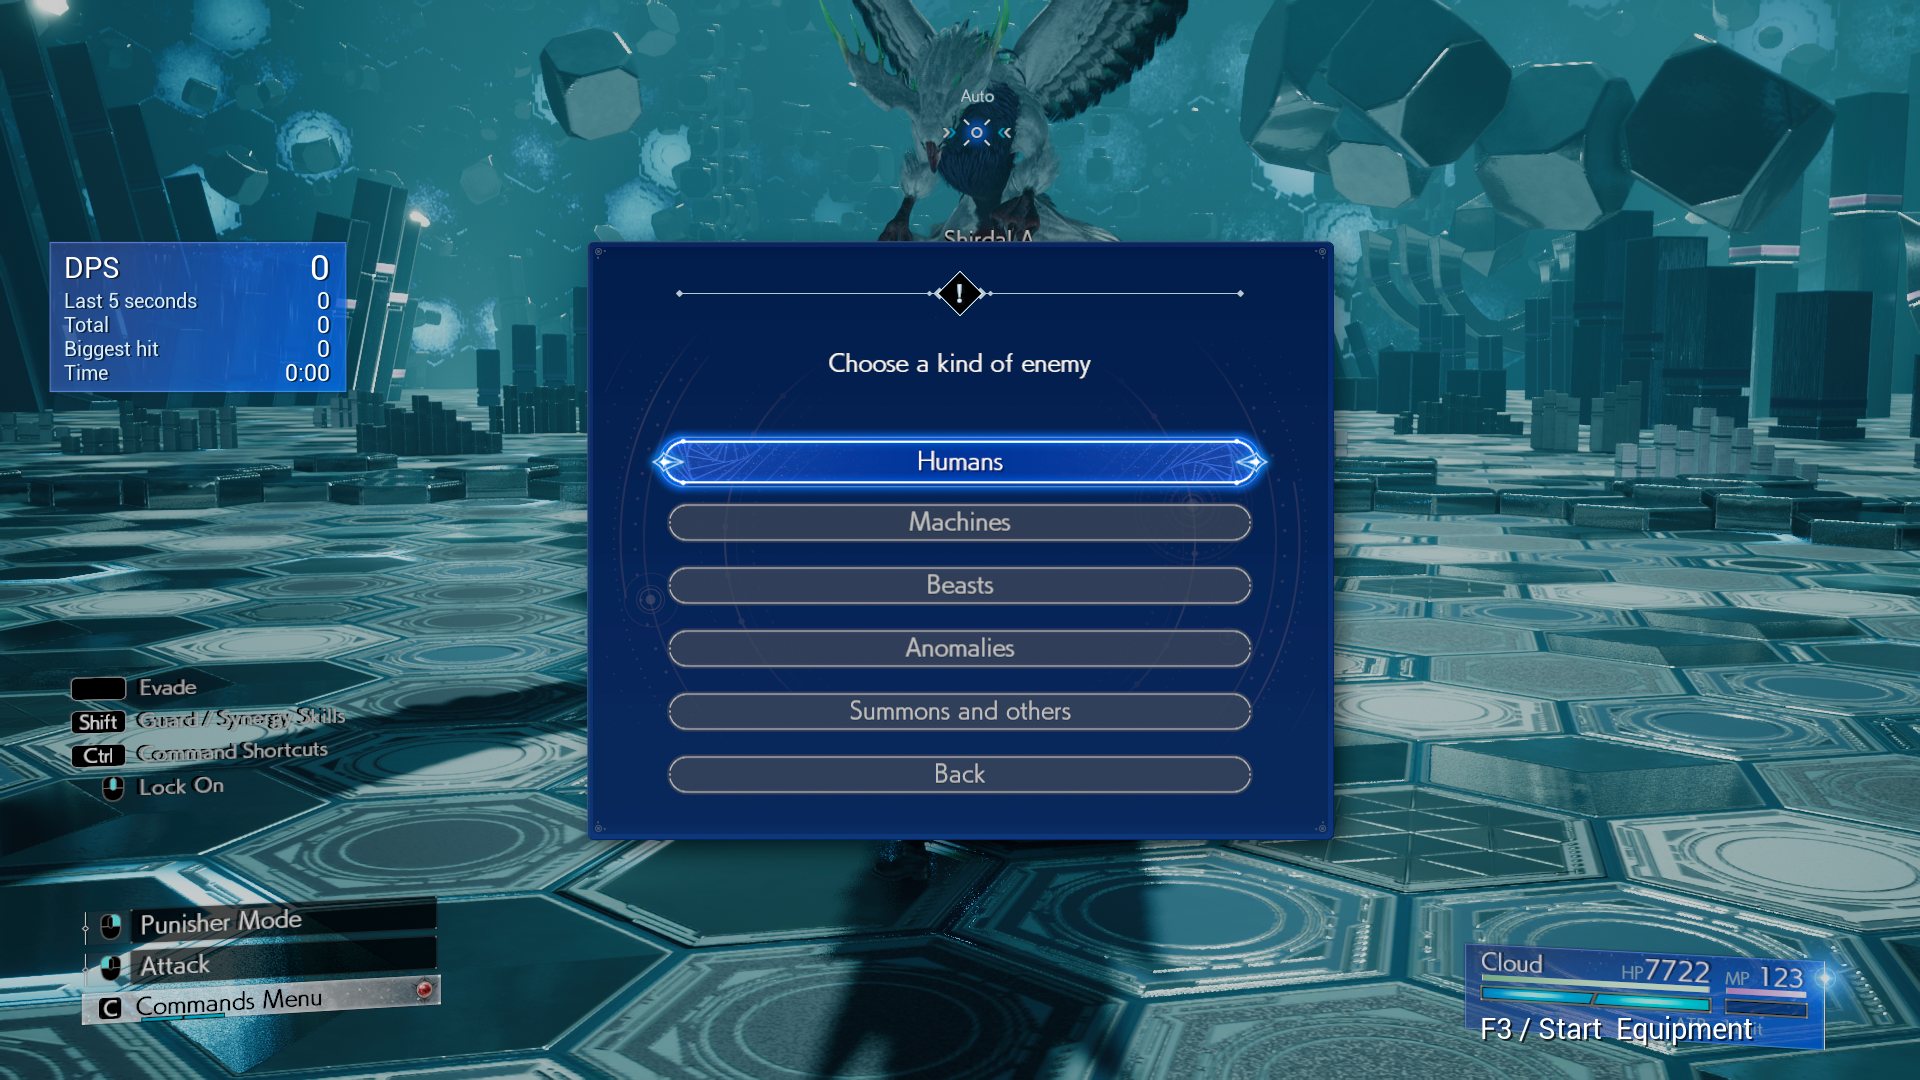 Auto
Shirdal A
DPS 0
Last 5 seconds 0
Total 0
Biggest hit 0
Time 0:00
!
Choose a kind of enemy
Humans
Machines
Beasts
Anomalies
Summons and others
Back
Evade
Shift Guard / Synergy Skills
Ctrl Command Shortcuts
Lock On
Punisher Mode
Attack
C Commands Menu
Cloud HP 7722 MP 123
F3 / Start Equipment